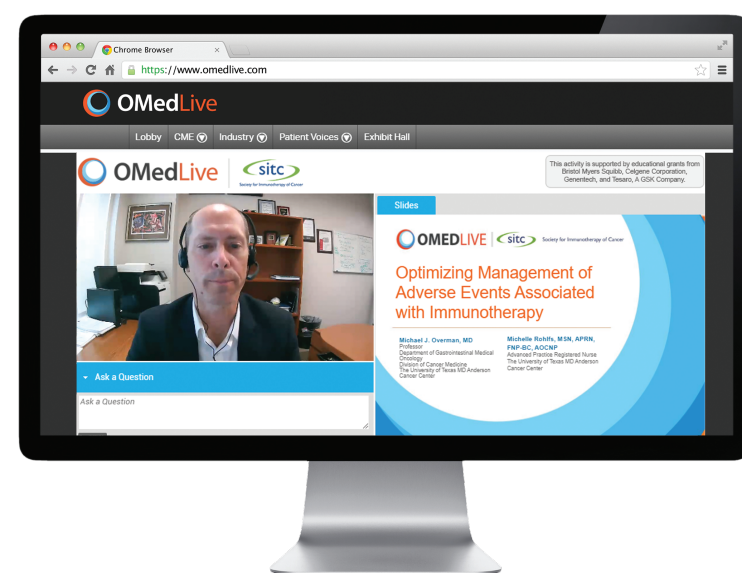 Chrome Browser
https://www.omedlive.com
OMedLive
Lobby CME Industry Patient Voices Exhibit Hall
OMedLive sitc
Society for Immunotherapy of Cancer
This activity is supported by educational grants from
Bristol Myers Squibb, Celgene Corporation,
Genentech, and Tesaro, A GSK Company.
Slides
OMEDLIVE sitc Society for Immunotherapy of Cancer
Optimizing Management of
Adverse Events Associated
with Immunotherapy
Michael J. Overman, MD
Professor
Department of Gastrointestinal Medical
Oncology
Division of Cancer Medicine
The University of Texas MD Anderson
Cancer Center
Michelle Rohlfs, MSN, APRN,
FNP-BC, AOCNP
Advanced Practice Registered Nurse
The University of Texas MD Anderson
Cancer Center
Ask a Question
Ask a Question